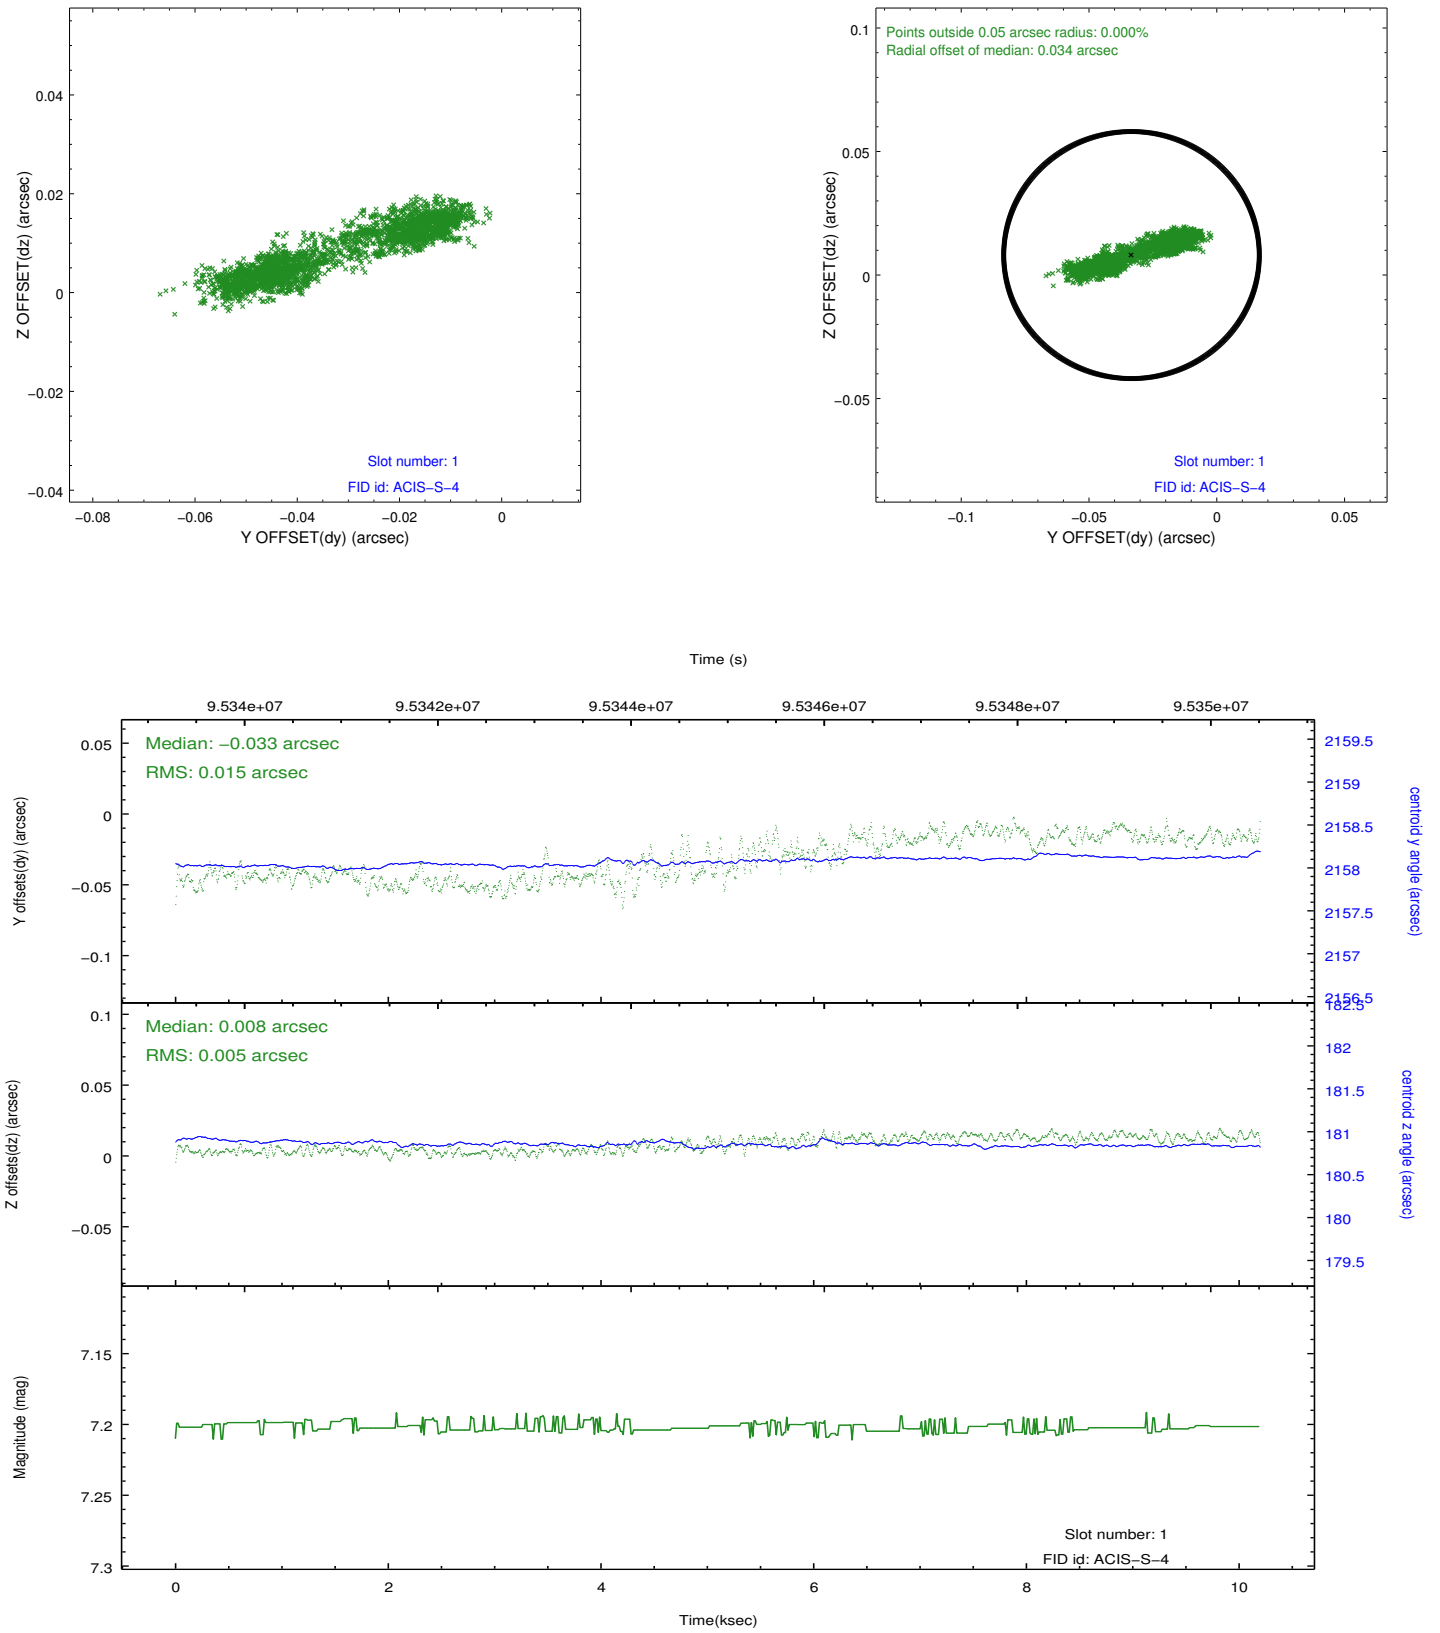 0.04
0.02
0
−0.02
−0.04
Z OFFSET(dz) (arcsec)
Slot number: 1
FID id: ACIS−S−4
−0.08 −0.06 −0.04 −0.02 0
Y OFFSET(dy) (arcsec)
Points outside 0.05 arcsec radius: 0.000%
Radial offset of median: 0.034 arcsec
0.1
0.05
0
−0.05
Z OFFSET(dz) (arcsec)
Slot number: 1
FID id: ACIS−S−4
−0.1 −0.05 0 0.05
Y OFFSET(dy) (arcsec)
Time (s)
9.534e+07 9.5342e+07 9.5344e+07 9.5346e+07 9.5348e+07 9.535e+07
Median: −0.033 arcsec
RMS: 0.015 arcsec
0.05
0
−0.05
−0.1
Y offsets(dy) (arcsec)
2159.5
2159
2158.5
2158
2157.5
2157
2156.5
centroid y angle (arcsec)
Median: 0.008 arcsec
RMS: 0.005 arcsec
0.1
0.05
0
−0.05
Z offsets(dz) (arcsec)
182.5
182
181.5
181
180.5
180
179.5
centroid z angle (arcsec)
7.15
7.2
7.25
7.3
Magnitude (mag)
Slot number: 1
FID id: ACIS−S−4
0 2 4 6 8 10
Time(ksec)